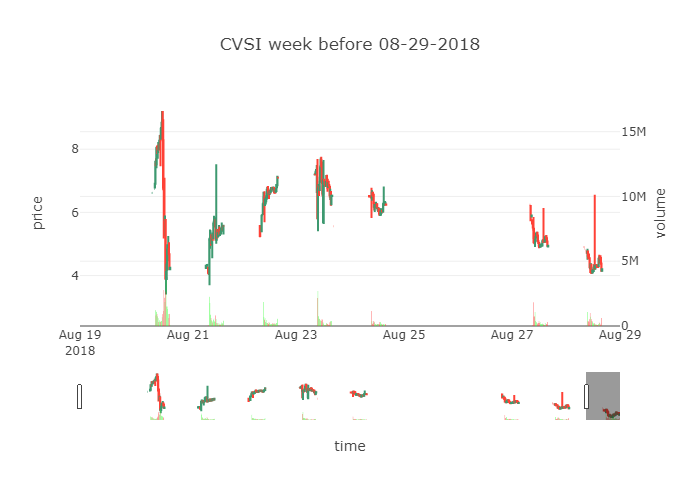 CVSI week before 08-29-2018
price
8
6
4
15M
10M
5M
0
volume
Aug 19
2018
Aug 21
Aug 23
Aug 25
Aug 27
Aug 29
time